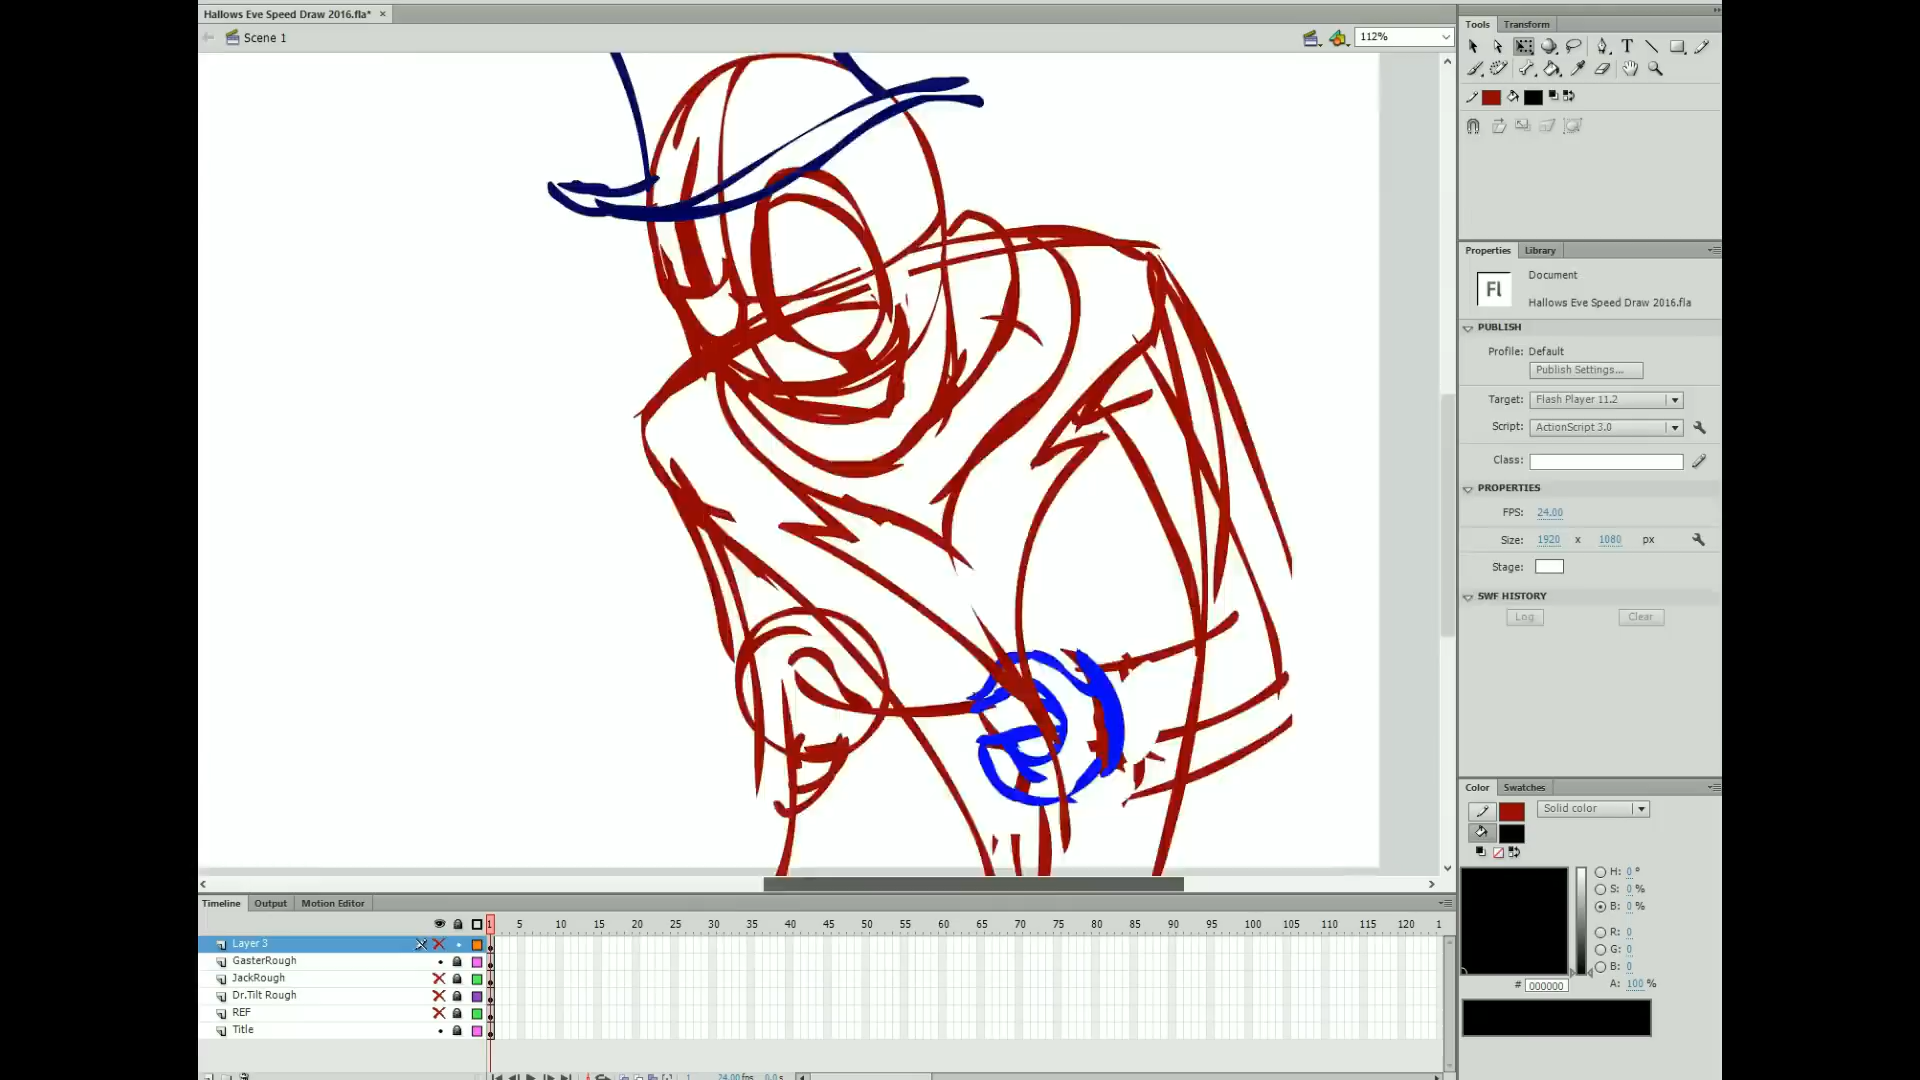 Hallows Eve Speed Draw 2016.fla* ×
Scene 1
112%
Tools Transform
Properties Library
Document
Fl
Hallows Eve Speed Draw 2016.fla
PUBLISH
Profile: Default
Publish Settings...
Target: Flash Player 11.2
Script: ActionScript 3.0
Class:
PROPERTIES
FPS: 24.00
Size: 1920 x 1080 px
Stage:
SWF HISTORY
Log Clear
Color Swatches
Solid color
H: 0 °
S: 0 %
B: 0 %
R: 0
G: 0
B: 0
# 000000 A: 100 %
Timeline Output Motion Editor
1 5 10 15 20 25 30 35 40 45 50 55 60 65 70 75 80 85 90 95 100 105 110 115 120 1
Layer 3
GasterRough
JackRough
Dr.Tilt Rough
REF
Title
1 24.00 fps 0.0 s